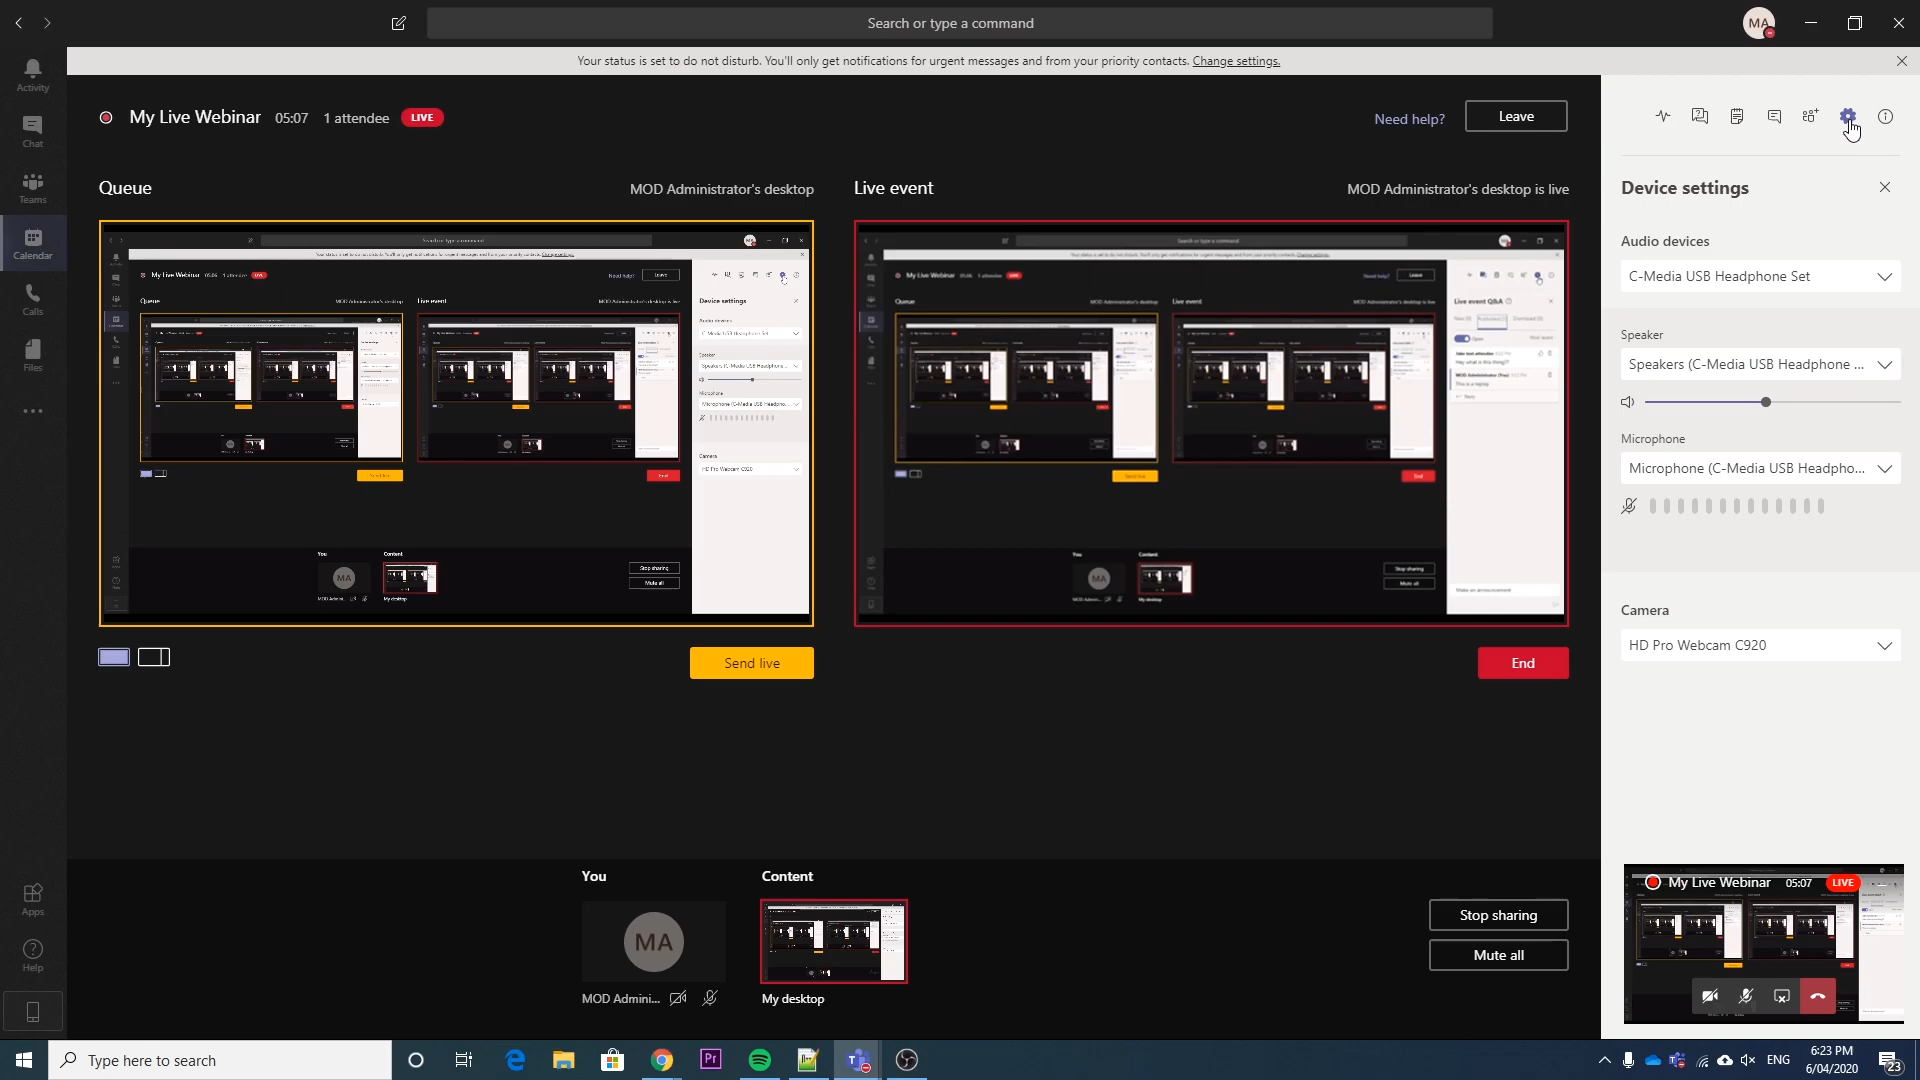 Search or type a command
MA
Your status is set to do not disturb. You'll only get notifications for urgent messages and from your priority contacts. Change settings.
Activity
Chat
Teams
Calendar
Calls
Files
Apps
Help
My Live Webinar 05:07 1 attendee LIVE
Need help?
Leave
Queue
MOD Administrator's desktop
Live event
MOD Administrator's desktop is live
Send live
End
You
Content
MA
MOD Admini...
My desktop
Stop sharing
Mute all
Device settings
Audio devices
C-Media USB Headphone Set
Speaker
Speakers (C-Media USB Headphone ...
Microphone
Microphone (C-Media USB Headpho...
Camera
HD Pro Webcam C920
My Live Webinar 05:07 LIVE
Type here to search
Pr
ENG
6:23 PM
6/04/2020
23